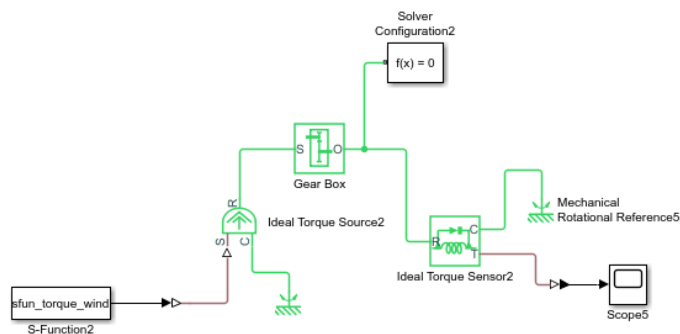 Solver
Configuration2
f(x) = 0
S
O
Gear Box
R
Ideal Torque Source2
S
C
Mechanical
Rotational Reference5
R
C
T
Ideal Torque Sensor2
sfun_torque_wind
S-Function2
Scope5